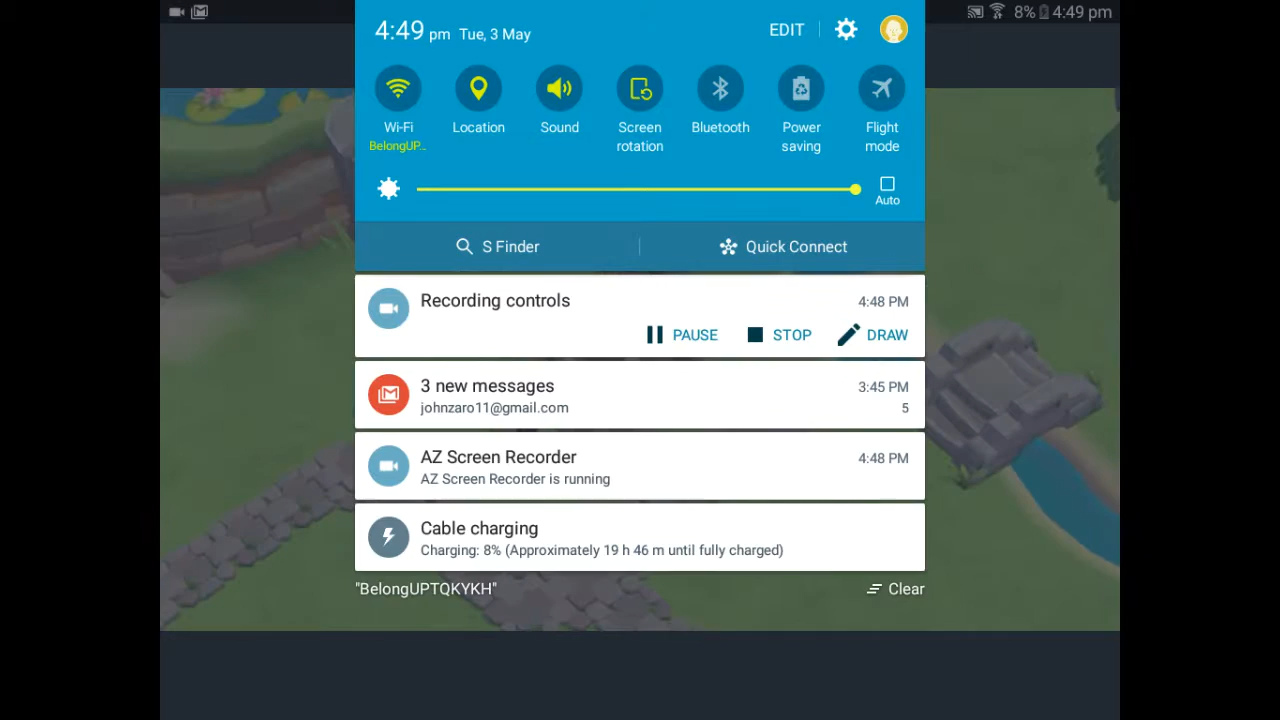 8% 4:49 pm
4:49 pm Tue, 3 May
EDIT
Wi-Fi
BelongUP..
Location
Sound
Screen
rotation
Bluetooth
Power
saving
Flight
mode
Auto
S Finder
Quick Connect
Recording controls
4:48 PM
PAUSE
STOP
DRAW
3 new messages
3:45 PM
johnzaro11@gmail.com
5
AZ Screen Recorder
4:48 PM
AZ Screen Recorder is running
Cable charging
Charging: 8% (Approximately 19 h 46 m until fully charged)
"BelongUPTQKYKH"
Clear